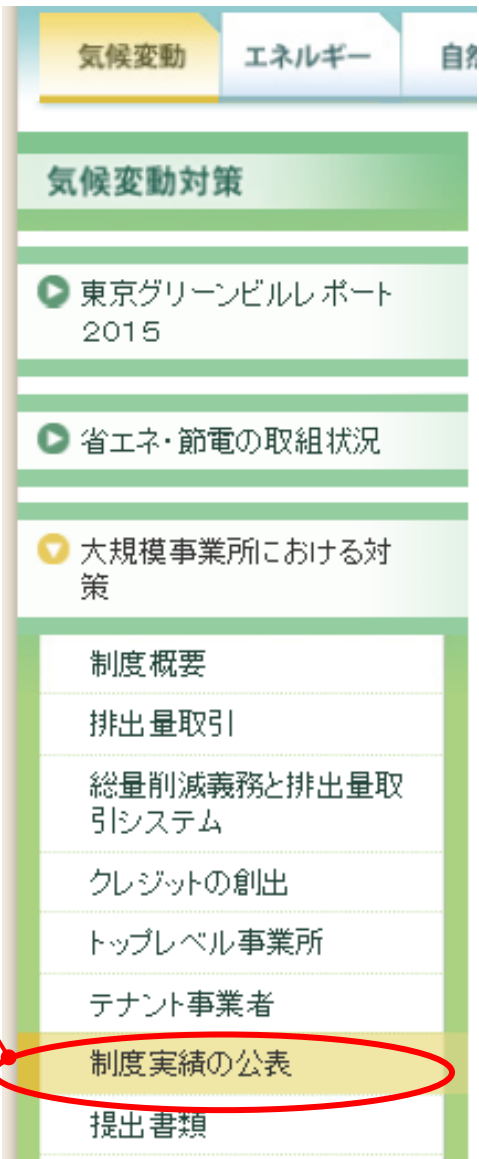 気候変動 エネルギー 自然
気候変動対策
東京グリーンビルレポート
2015
省エネ・節電の取組状況
大規模事業所における対
策
制度概要
排出量取引
総量削減義務と排出量取
引システム
クレジットの創出
トップレベル事業所
テナント事業者
制度実績の公表
提出書類